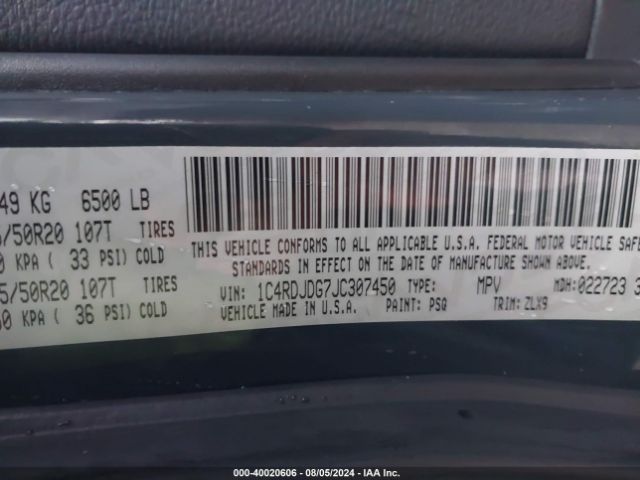 49 KG 6500 LB
/50R20 107T TIRES
0 KPA ( 33 PSI) COLD
5/50R20 107T
0 KPA ( 36 PSI) COLD
THIS VEHICLE CONFORMS TO ALL APPLICABLE U.S.A. FEDERAL MOTOR VEHICLE SAFE
STANDARDS IN EFFECT ON THE DATE OF MANUFACTURE SHOWN ABOVE.
VIN: 1C4RDJDG7JC307450 TYPE: MPV MDH: 022723 3
VEHICLE MADE IN U.S.A. PAINT: PSQ TRIM: ZLX9
000-40020606 - 08/05/2024 - IAA Inc.